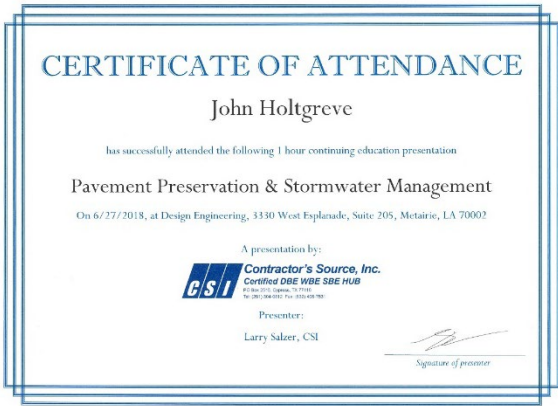 CERTIFICATE OF ATTENDANCE
John Holtgreve
has successfully attended the following 1 hour continuing education presentation
Pavement Preservation & Stormwater Management
On 6/27/2018, at Design Engineering, 3330 West Esplanade, Suite 205, Metairie, LA 70002
A presentation by:
CSI
Contractor's Source, Inc.
Certified DBE WBE SBE HUB
Presenter:
Larry Salzer, CSI
Signature of presenter